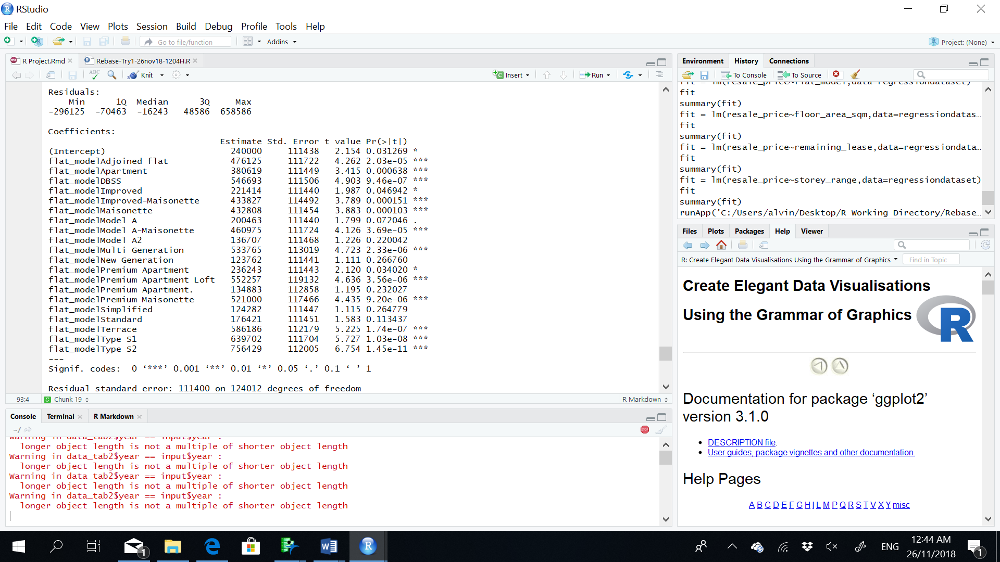 RStudio
File Edit Code View Plots Session Build Debug Profile Tools Help
Go to file/function Addins Project: (None)
R Project.Rmd Rebase-Try1-26nov18-1204H.R
ABC Knit Insert Run
Residuals:
Min 1Q Median 3Q Max
-296125 -70463 -16243 48586 658586
Coefficients:
Estimate Std. Error t value Pr(>|t|)
(Intercept) 240000 111438 2.154 0.031269 *
flat_modelAdjoined flat 476125 111722 4.262 2.03e-05 ***
flat_modelApartment 380619 111449 3.415 0.000638 ***
flat_modelDBSS 546693 111506 4.903 9.46e-07 ***
flat_modelImproved 221414 111440 1.987 0.046942 *
flat_modelImproved-Maisonette 433827 114492 3.789 0.000151 ***
flat_modelMaisonette 432808 111454 3.883 0.000103 ***
flat_modelModel A 200463 111440 1.799 0.072046 .
flat_modelModel A-Maisonette 460975 111724 4.126 3.69e-05 ***
flat_modelModel A2 136707 111468 1.226 0.220042
flat_modelMulti Generation 533765 113019 4.723 2.33e-06 ***
flat_modelNew Generation 123762 111441 1.111 0.266760
flat_modelPremium Apartment 236243 111443 2.120 0.034020 *
flat_modelPremium Apartment Loft 552257 119132 4.636 3.56e-06 ***
flat_modelPremium Apartment. 134883 112858 1.195 0.232027
flat_modelPremium Maisonette 521000 117466 4.435 9.20e-06 ***
flat_modelSimplified 124282 111447 1.115 0.264779
flat_modelStandard 176421 111451 1.583 0.113437
flat_modelTerrace 586186 112179 5.225 1.74e-07 ***
flat_modelType S1 639702 111704 5.727 1.03e-08 ***
flat_modelType S2 756429 112005 6.754 1.45e-11 ***
---
Signif. codes: 0 ‘***’ 0.001 ‘**’ 0.01 ‘*’ 0.05 ‘.’ 0.1 ‘ ’ 1
Residual standard error: 111400 on 124012 degrees of freedom
93:4 Chunk 19 R Markdown
Console Terminal R Markdown
~/
STOP
Warning in data_tab2$year == input$year :
longer object length is not a multiple of shorter object length
Warning in data_tab2$year == input$year :
longer object length is not a multiple of shorter object length
Warning in data_tab2$year == input$year :
longer object length is not a multiple of shorter object length
Warning in data_tab2$year == input$year :
longer object length is not a multiple of shorter object length
Environment History Connections
To Console To Source
fit = lm(resale_price~flat_model,data=regressiondataset)
fit
summary(fit)
fit = lm(resale_price~floor_area_sqm,data=regressiondatas…
fit
summary(fit)
fit = lm(resale_price~remaining_lease,data=regressiondata…
fit
summary(fit)
fit = lm(resale_price~storey_range,data=regressiondataset)
fit
summary(fit)
runApp('C:/Users/alvin/Desktop/R Working Directory/Rebase…
Files Plots Packages Help Viewer
R: Create Elegant Data Visualisations Using the Grammar of Graphics Find in Topic
Create Elegant Data Visualisations
Using the Grammar of Graphics R
Documentation for package ‘ggplot2’
version 3.1.0
DESCRIPTION file.
User guides, package vignettes and other documentation.
Help Pages
A B C D E F G H I L M P Q R S T V X Y misc
1 W R ENG 12:44 AM
26/11/2018 1